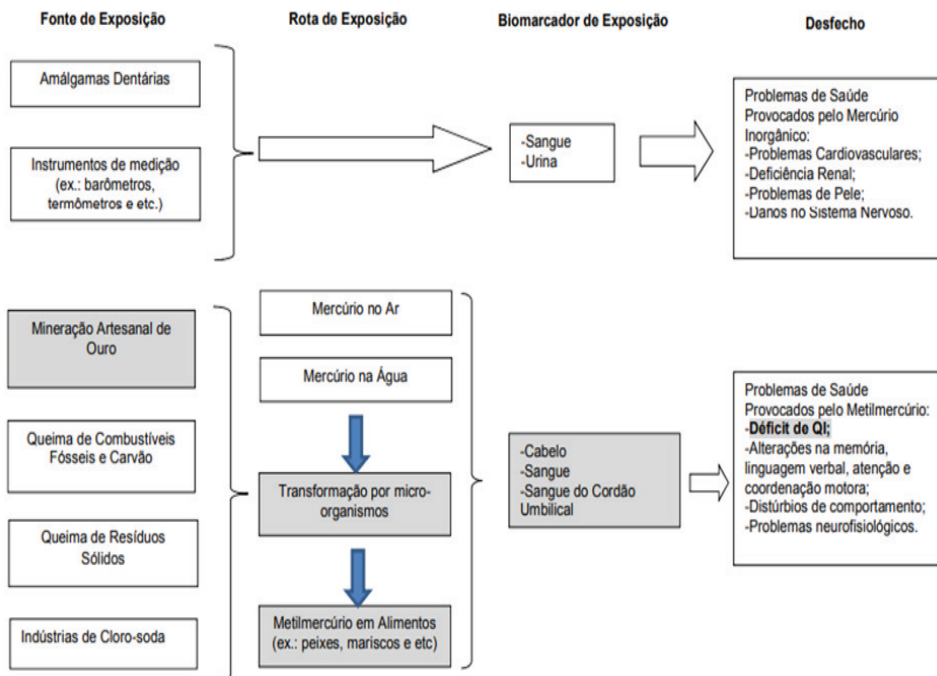 Fonte de Exposição
Rota de Exposição
Biomarcador de Exposição
Desfecho
Amálgamas Dentárias
Instrumentos de medição
(ex.: barômetros,
termômetros e etc.)
-Sangue
-Urina
Problemas de Saúde
Provocados pelo Mercúrio
Inorgânico:
-Problemas Cardiovasculares;
-Deficiência Renal;
-Problemas de Pele;
-Danos no Sistema Nervoso.
Mineração Artesanal de
Ouro
Queima de Combustíveis
Fósseis e Carvão
Queima de Resíduos
Sólidos
Indústrias de Cloro-soda
Mercúrio no Ar
Mercúrio na Água
Transformação por micro-
organismos
Metilmercúrio em Alimentos
(ex.: peixes, mariscos e etc)
-Cabelo
-Sangue
-Sangue do Cordão
Umbilical
Problemas de Saúde
Provocados pelo Metilmercúrio:
-Déficit de QI;
-Alterações na memória,
linguagem verbal, atenção e
coordenação motora;
-Distúrbios de comportamento;
-Problemas neurofisiológicos.